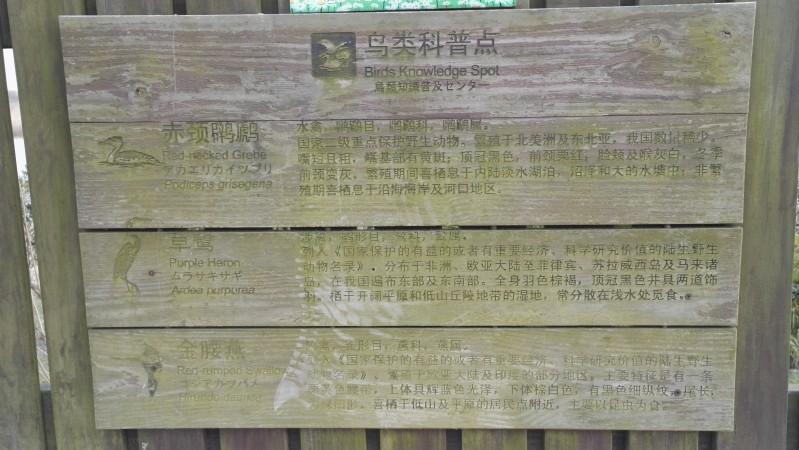 鸟类科普点
Birds Knowledge Spot
鳥類知識普及センター
赤颈䴙䴘
Red-necked Grebe
アカエリカイツブリ
Podiceps grisegena
水禽，䴙䴘目，䴙䴘科，䴙䴘属。
国家二级重点保护野生动物。繁殖于北美洲及东北亚，我国数量稀少。
嘴短且粗，嘴基部有黄斑；顶冠黑色，前颈栗红，脸颊及喉灰白，冬季
前颈变灰。繁殖期间喜栖息于内陆淡水湖泊、沼泽和大的水塘中；非繁
殖期喜栖息于沿海海岸及河口地区。
草鹭
Purple Heron
ムラサキサギ
Ardea purpurea
涉禽，鹳形目，鹭科，鹭属。
列入《国家保护的有益的或者有重要经济、科学研究价值的陆生野生
动物名录》。分布于非洲、欧亚大陆至菲律宾、苏拉威西岛及马来诸
岛，在我国遍布东部及东南部。全身羽色棕褐，顶冠黑色并具两道饰
羽。栖于开阔平原和低山丘陵地带的湿地，常分散在浅水处觅食。
金腰燕
Red-rumped Swallow
コシアカツバメ
Hirundo daurica
形目，燕科，燕属。
入《国家保护的有益的或者有重要经济、科学研究价值的陆生野生
动物名录》。繁殖于欧亚大陆及印度的部分地区。主要特征是有一条
色腰带，上体具辉蓝色光泽，下体棕白色，有黑色细纵纹，尾长，
喜栖于低山及平原的居民点附近，主要以昆虫为食。